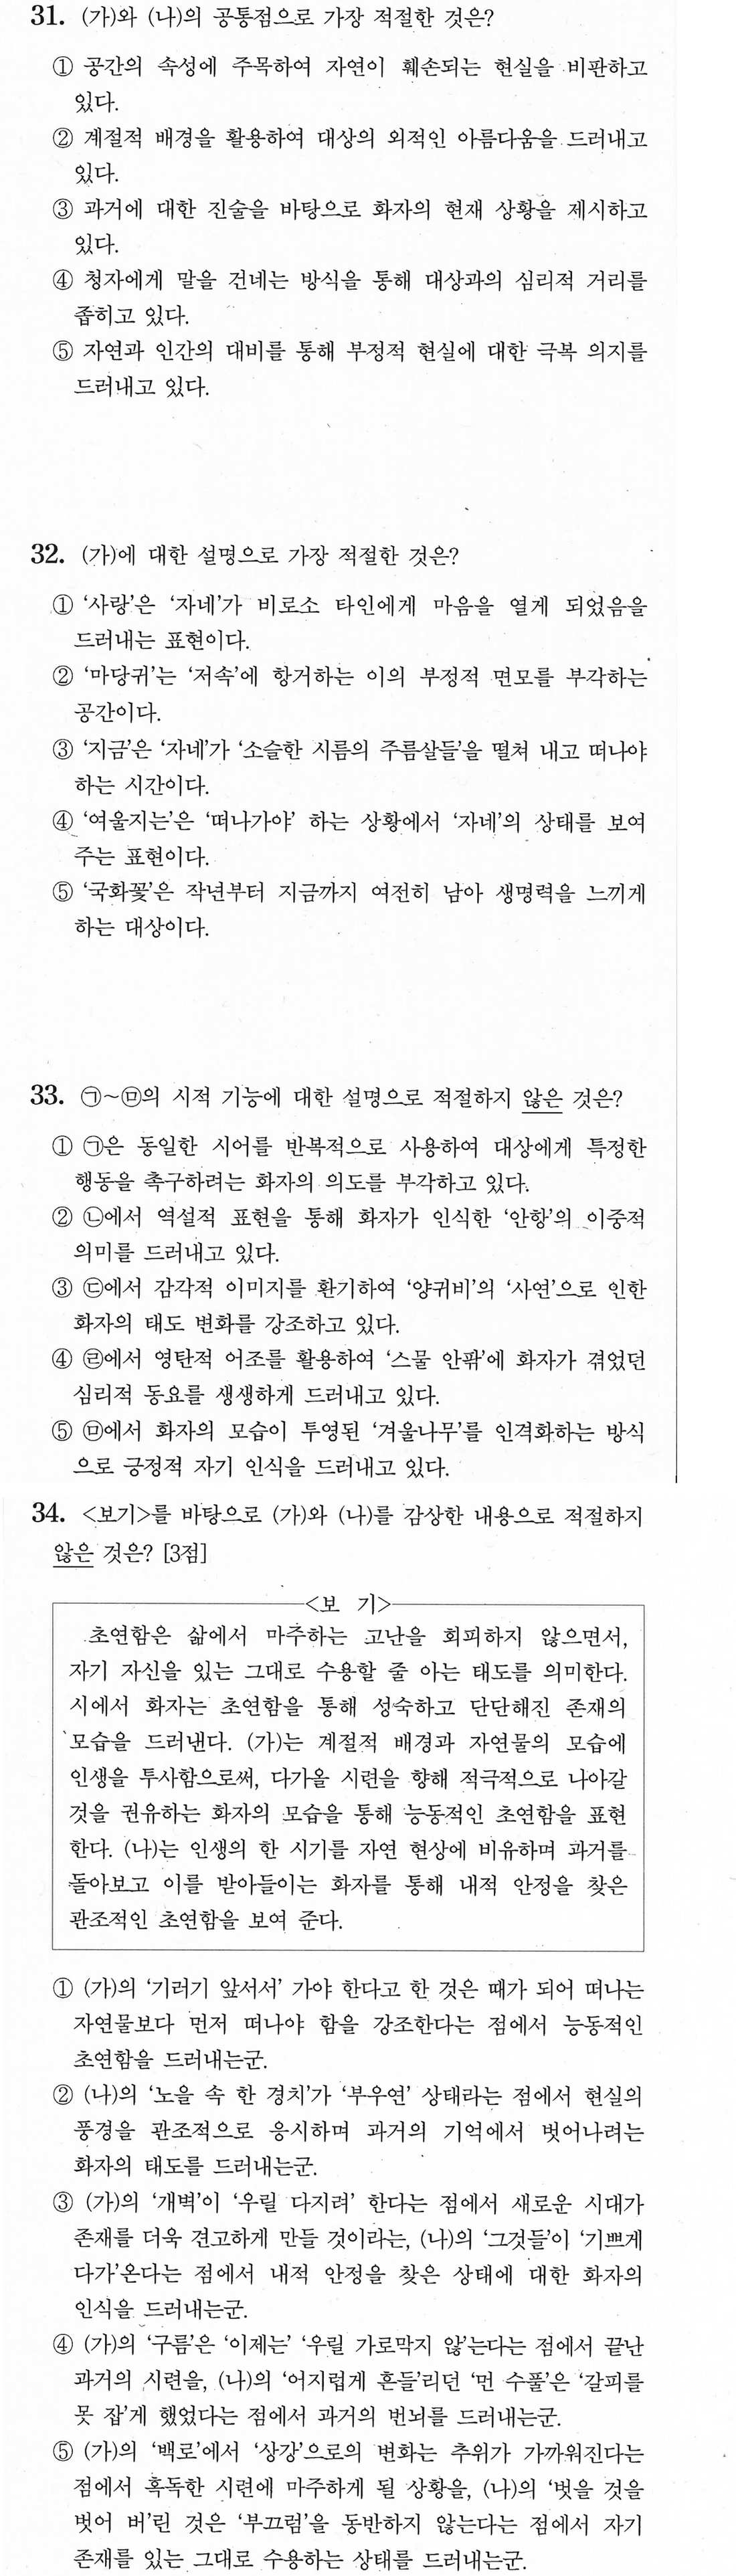 31. (가)와 (나)의 공통점으로 가장 적절한 것은?
① 공간의 속성에 주목하여 자연이 훼손되는 현실을 비판하고
있다.
② 계절적 배경을 활용하여 대상의 외적인 아름다움을 드러내고
있다.
③ 과거에 대한 진술을 바탕으로 화자의 현재 상황을 제시하고
있다.
④ 청자에게 말을 건네는 방식을 통해 대상과의 심리적 거리를
좁히고 있다.
⑤ 자연과 인간의 대비를 통해 부정적 현실에 대한 극복 의지를
드러내고 있다.
32. (가)에 대한 설명으로 가장 적절한 것은?
① ‘사랑’은 ‘자네’가 비로소 타인에게 마음을 열게 되었음을
드러내는 표현이다.
② ‘마당귀’는 ‘저속’에 항거하는 이의 부정적 면모를 부각하는
공간이다.
③ ‘지금’은 ‘자네’가 ‘소슬한 시름의 주름살들’을 떨쳐 내고 떠나야
하는 시간이다.
④ ‘여울지는’은 ‘떠나가야’ 하는 상황에서 ‘자네’의 상태를 보여
주는 표현이다.
⑤ ‘국화꽃’은 작년부터 지금까지 여전히 남아 생명력을 느끼게
하는 대상이다.
33. ㉠~㉤의 시적 기능에 대한 설명으로 적절하지 않은 것은?
① ㉠은 동일한 시어를 반복적으로 사용하여 대상에게 특정한
행동을 촉구하려는 화자의 의도를 부각하고 있다.
② ㉡에서 역설적 표현을 통해 화자가 인식한 ‘안항’의 이중적
의미를 드러내고 있다.
③ ㉢에서 감각적 이미지를 환기하여 ‘양귀비’의 ‘사연’으로 인한
화자의 태도 변화를 강조하고 있다.
④ ㉣에서 영탄적 어조를 활용하여 ‘스물 안팎’에 화자가 겪었던
심리적 동요를 생생하게 드러내고 있다.
⑤ ㉤에서 화자의 모습이 투영된 ‘겨울나무’를 인격화하는 방식
으로 긍정적 자기 인식을 드러내고 있다.
34. <보기>를 바탕으로 (가)와 (나)를 감상한 내용으로 적절하지
않은 것은? [3점]
<보 기>
초연함은 삶에서 마주하는 고난을 회피하지 않으면서,
자기 자신을 있는 그대로 수용할 줄 아는 태도를 의미한다.
시에서 화자는 초연함을 통해 성숙하고 단단해진 존재의
모습을 드러낸다. (가)는 계절적 배경과 자연물의 모습에
인생을 투사함으로써, 다가올 시련을 향해 적극적으로 나아갈
것을 권유하는 화자의 모습을 통해 능동적인 초연함을 표현
한다. (나)는 인생의 한 시기를 자연 현상에 비유하며 과거를
돌아보고 이를 받아들이는 화자를 통해 내적 안정을 찾은
관조적인 초연함을 보여 준다.
① (가)의 ‘기러기 앞서서’ 가야 한다고 한 것은 때가 되어 떠나는
자연물보다 먼저 떠나야 함을 강조한다는 점에서 능동적인
초연함을 드러내는군.
② (나)의 ‘노을 속 한 경치’가 ‘부우연’ 상태라는 점에서 현실의
풍경을 관조적으로 응시하며 과거의 기억에서 벗어나려는
화자의 태도를 드러내는군.
③ (가)의 ‘개벽’이 ‘우릴 다지려’ 한다는 점에서 새로운 시대가
존재를 더욱 견고하게 만들 것이라는, (나)의 ‘그것들’이 ‘기쁘게
다가’온다는 점에서 내적 안정을 찾은 상태에 대한 화자의
인식을 드러내는군.
④ (가)의 ‘구름’은 ‘이제는’ ‘우릴 가로막지 않’는다는 점에서 끝난
과거의 시련을, (나)의 ‘어지럽게 흔들’리던 ‘먼 수풀’은 ‘갈피를
못 잡’게 했었다는 점에서 과거의 번뇌를 드러내는군.
⑤ (가)의 ‘백로’에서 ‘상강’으로의 변화는 추위가 가까워진다는
점에서 혹독한 시련에 마주하게 될 상황을, (나)의 ‘벗을 것을
벗어 버’린 것은 ‘부끄럼’을 동반하지 않는다는 점에서 자기
존재를 있는 그대로 수용하는 상태를 드러내는군.